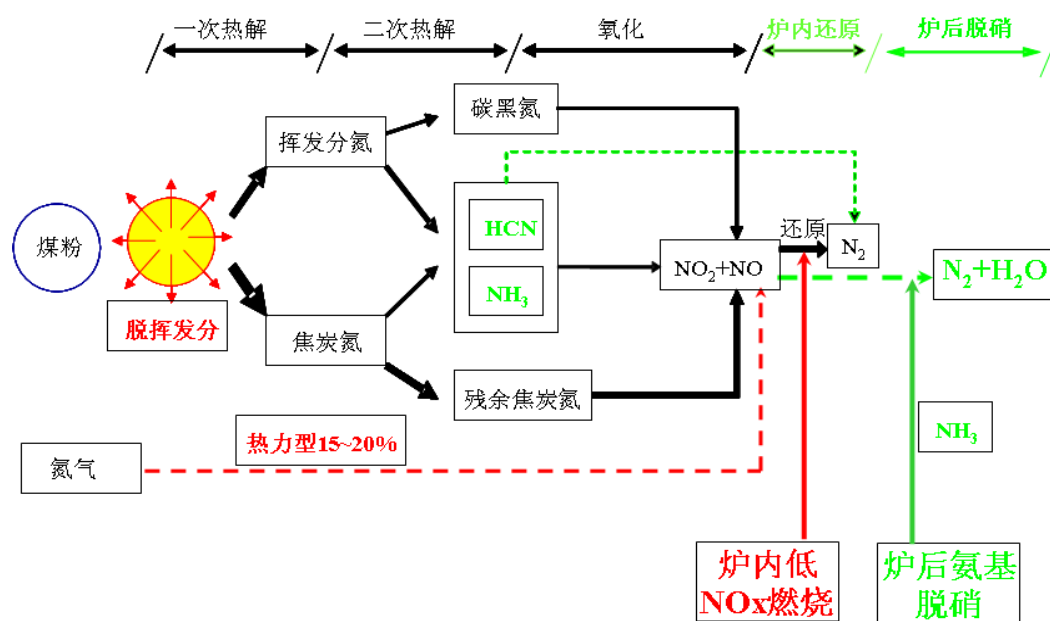 一次热解
二次热解
氧化
炉内还原
炉后脱硝
碳黑氮
挥发分氮
煤粉
HCN
还原
NO₂+NO
N₂
N₂+H₂O
NH₃
脱挥发分
焦炭氮
残余焦炭氮
热力型15~20%
NH₃
氮气
炉内低
NOx燃烧
炉后氨基
脱硝